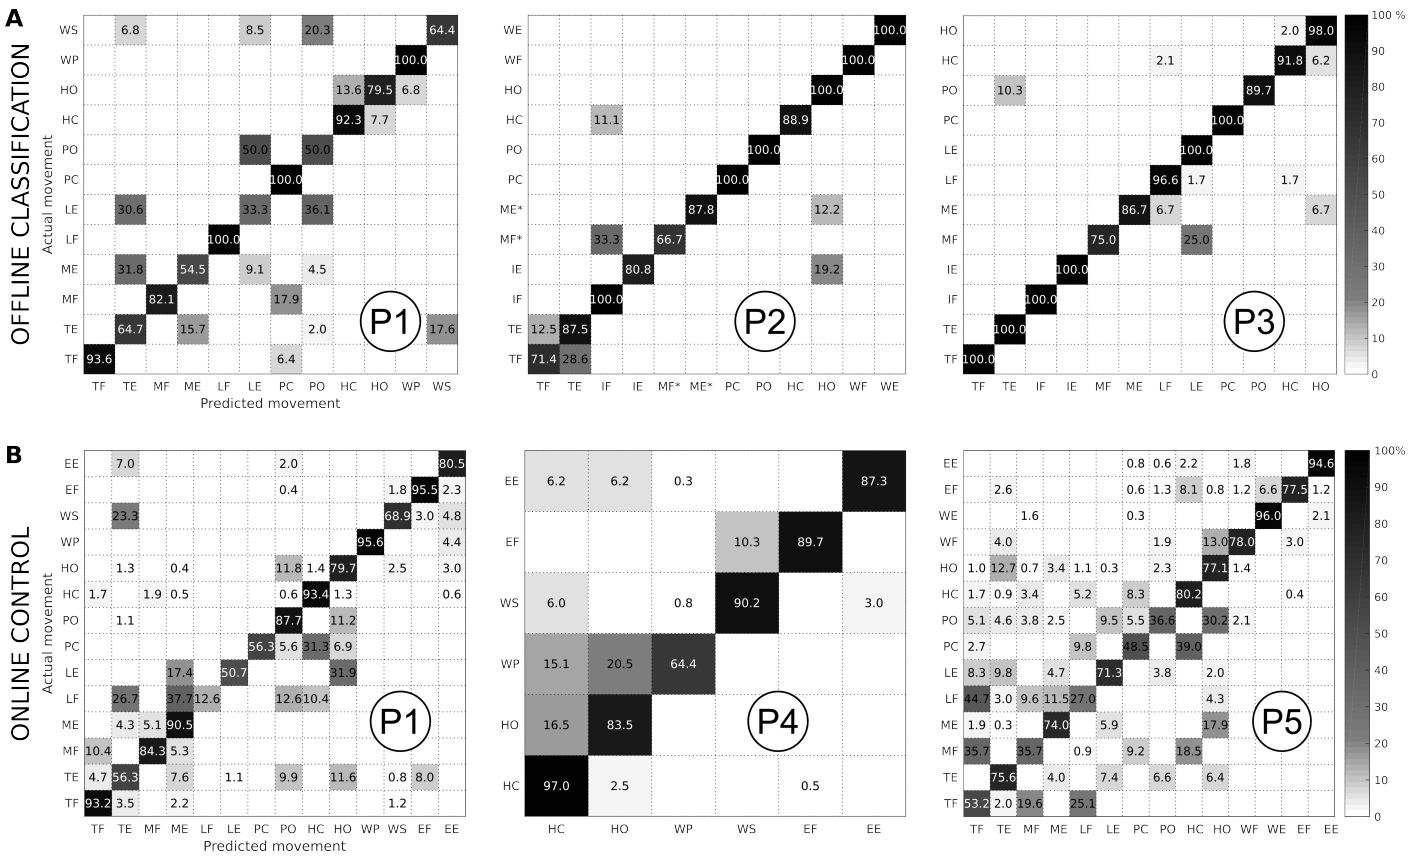 A
OFFLINE CLASSIFICATION
Actual movement
WS 6.8 8.5 20.3 64.4
WP 100.0
HO 13.6 79.5 6.8
HC 92.3 7.7
PO 50.0 50.0
PC 100.0
LE 30.6 33.3 36.1
LF 100.0
ME 31.8 54.5 9.1 4.5
MF 82.1 17.9
TE 64.7 15.7 2.0 17.6
TF 93.6 6.4
P1
TF TE MF ME LF LE PC PO HC HO WP WS
Predicted movement
WE 100.0
WF 100.0
HO 100.0
HC 11.1 88.9
PO 100.0
PC 100.0
ME* 87.8 12.2
MF* 33.3 66.7
IE 80.8 19.2
IF 100.0
TE 12.5 87.5
TF 71.4 28.6
P2
TF TE IF IE MF* ME* PC PO HC HO WF WE
HO 2.0 98.0
HC 2.1 91.8 6.2
PO 10.3 89.7
PC 100.0
LE 100.0
LF 96.6 1.7 1.7
ME 86.7 6.7 6.7
MF 75.0 25.0
IE 100.0
IF 100.0
TE 100.0
TF 100.0
P3
TF TE IF IE MF ME LF LE PC PO HC HO
100 %
90
80
70
60
50
40
30
20
10
0
B
ONLINE CONTROL
Actual movement
EE 7.0 2.0 80.5
EF 0.4 1.8 95.5 2.3
WS 23.3 68.9 3.0 4.8
WP 95.6 4.4
HO 1.3 0.4 11.8 1.4 79.7 2.5 3.0
HC 1.7 1.9 0.5 0.6 93.4 1.3 0.6
PO 1.1 87.7 11.2
PC 56.3 5.6 31.3 6.9
LE 17.4 50.7 31.9
LF 26.7 37.7 12.6 12.6 10.4
ME 4.3 5.1 90.5
MF 10.4 84.3 5.3
TE 4.7 56.3 7.6 1.1 9.9 11.6 0.8 8.0
TF 93.2 3.5 2.2 1.2
P1
TF TE MF ME LF LE PC PO HC HO WP WS EF EE
Predicted movement
EE 6.2 6.2 0.3 87.3
EF 10.3 89.7
WS 6.0 0.8 90.2 3.0
WP 15.1 20.5 64.4
HO 16.5 83.5
HC 97.0 2.5 0.5
P4
HC HO WP WS EF EE
EE 0.8 0.6 2.2 1.8 94.6
EF 2.6 0.6 1.3 8.1 0.8 1.2 6.6 77.5 1.2
WE 1.6 0.3 96.0 2.1
WF 4.0 1.9 13.0 78.0 3.0
HO 1.0 12.7 0.7 3.4 1.1 0.3 2.3 77.1 1.4
HC 1.7 0.9 3.4 5.2 8.3 80.2 0.4
PO 5.1 4.6 3.8 2.5 9.5 5.5 36.6 30.2 2.1
PC 2.7 9.8 48.5 39.0
LE 8.3 9.8 4.7 71.3 3.8 2.0
LF 44.7 3.0 9.6 11.5 27.0 4.3
ME 1.9 0.3 74.0 5.9 17.9
MF 35.7 35.7 0.9 9.2 18.5
TE 75.6 4.0 7.4 6.6 6.4
TF 53.2 2.0 19.6 25.1
P5
TF TE MF ME LF LE PC PO HC HO WF WE EF EE
100%
90
80
70
60
50
40
30
20
10
0